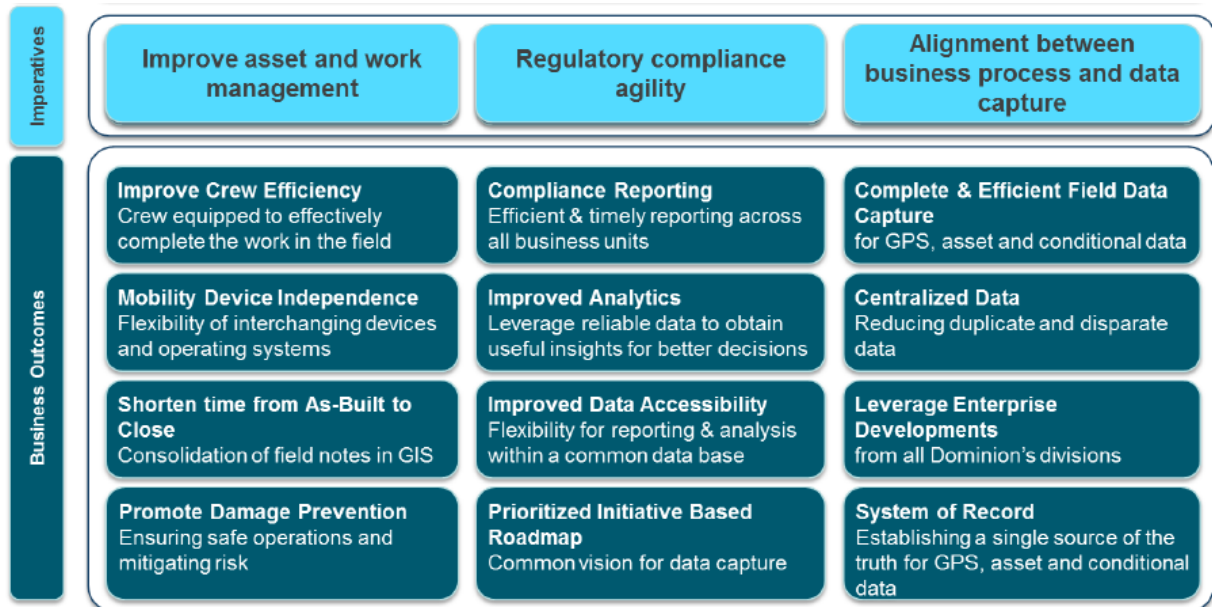 Imperatives
Improve asset and work
management
Regulatory compliance
agility
Alignment between
business process and data
capture
Business Outcomes
Improve Crew Efficiency
Crew equipped to effectively
complete the work in the field
Compliance Reporting
Efficient & timely reporting across
all business units
Complete & Efficient Field Data
Capture
for GPS, asset and conditional data
Mobility Device Independence
Flexibility of interchanging devices
and operating systems
Improved Analytics
Leverage reliable data to obtain
useful insights for better decisions
Centralized Data
Reducing duplicate and disparate
data
Shorten time from As-Built to
Close
Consolidation of field notes in GIS
Improved Data Accessibility
Flexibility for reporting & analysis
within a common data base
Leverage Enterprise
Developments
from all Dominion's divisions
Promote Damage Prevention
Ensuring safe operations and
mitigating risk
Prioritized Initiative Based
Roadmap
Common vision for data capture
System of Record
Establishing a single source of the
truth for GPS, asset and conditional
data